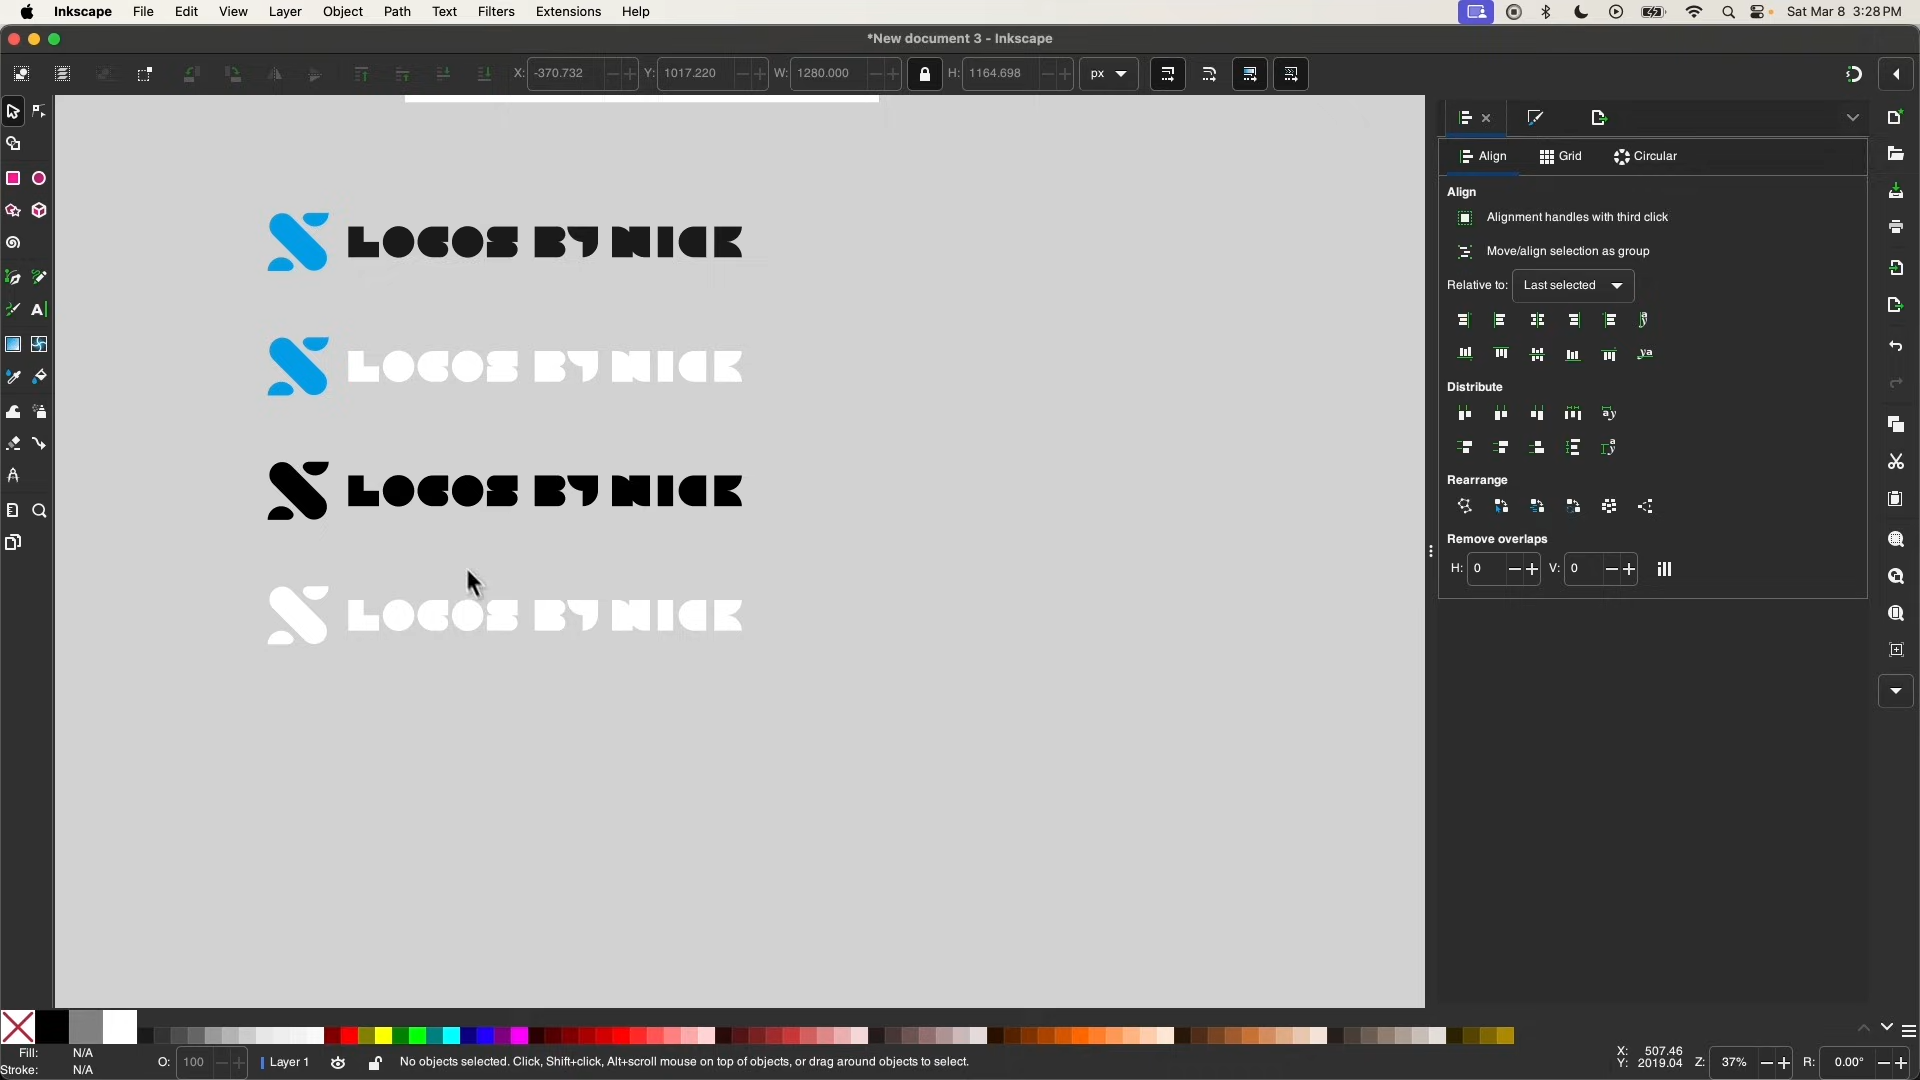 Inkscape File Edit View Layer Object Path Text Filters Extensions Help Sat Mar 8 3:28 PM
*New document 3 - Inkscape
X: -370.732 Y: 1017.220 W: 1280.000 H: 1164.698 px
Align Grid Circular
Align
Alignment handles with third click
Move/align selection as group
Relative to: Last selected
Distribute
Rearrange
Remove overlaps
H: 0 V: 0
LOGOS BY NICK
LOGOS BY NICK
LOGOS BY NICK
LOGOS BY NICK
Fill: N/A
Stroke: N/A
O: 100 Layer 1 No objects selected. Click, Shift+click, Alt+scroll mouse on top of objects, or drag around objects to select.
X: 507.46
Y: 2019.04
Z: 37% R: 0.00°